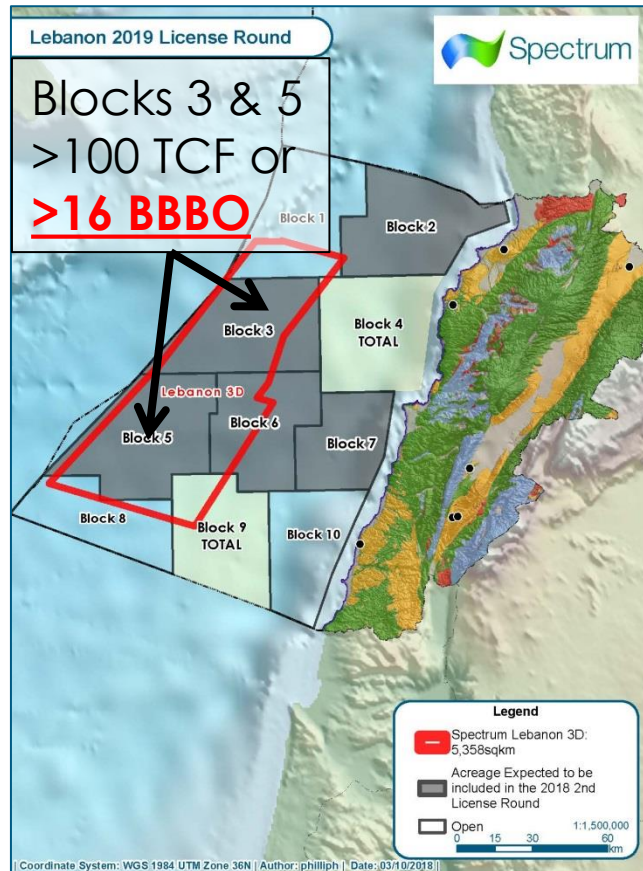 Lebanon 2019 License Round
Spectrum
Blocks 3 & 5
>100 TCF or
>16 BBBO
Block 1
Block 2
Block 3
Block 4
TOTAL
Lebanon 3D
Block 5
Block 6
Block 7
Block 8
Block 9
TOTAL
Block 10
Legend
Spectrum Lebanon 3D:
5,358sqkm
Acreage Expected to be
included in the 2018 2nd
License Round
Open
1:1,500,000
0 15 30 60
km
| Coordinate System: WGS 1984 UTM Zone 36N | Author: philliph | Date: 03/10/2018 |